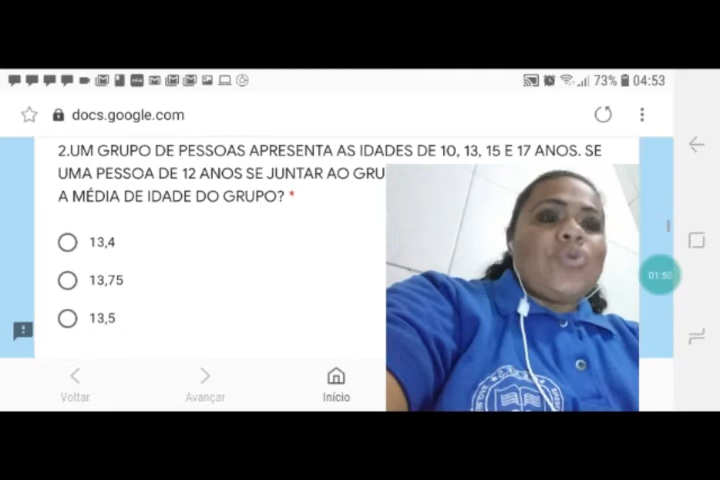 73% 04:53
docs.google.com
2.UM GRUPO DE PESSOAS APRESENTA AS IDADES DE 10, 13, 15 E 17 ANOS. SE
UMA PESSOA DE 12 ANOS SE JUNTAR AO GRU
A MÉDIA DE IDADE DO GRUPO? *
13,4
13,75
13,5
01:50
Voltar
Avançar
Início